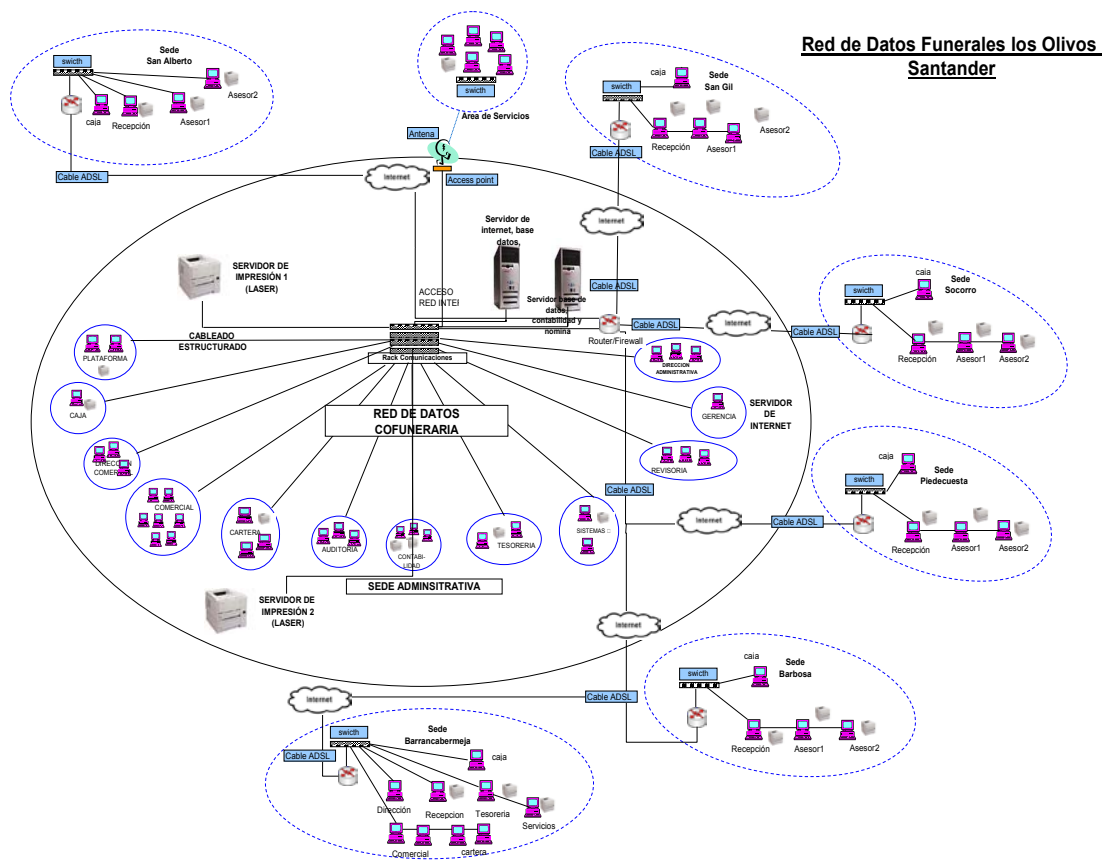 Red de Datos Funerales los Olivos
Santander
Sede
San Alberto
swicth
Asesor2
caja
Recepción
Asesor1
Cable ADSL
Internet
swicth
Area de Servicios
Antena
Access point
caja
Sede
San Gil
swicth
Recepción
Asesor1
Asesor2
Cable ADSL
Internet
Cable ADSL
Servidor de
internet, base
datos,
Servidor base de
datos,
contabilidad y
nomina
SERVIDOR DE
IMPRESIÓN 1
(LASER)
ACCESO
RED INTEI
CABLEADO
ESTRUCTURADO
Rack Comunicaciones
Router/Firewall
Cable ADSL
Internet
Cable ADSL
caja
Sede
Socorro
swicth
Recepción
Asesor1
Asesor2
PLATAFORMA
CAJA
DIRECCION
COMERCIAL
COMERCIAL
CARTERA
AUDITORIA
CONTABI-
LIDAD
TESORERIA
SISTEMAS
REVISORIA
GERENCIA
DIRECCION
ADMINISTRATIVA
SERVIDOR
DE
INTERNET
RED DE DATOS
COFUNERARIA
SEDE ADMINSITRATIVA
SERVIDOR DE
IMPRESIÓN 2
(LASER)
Cable ADSL
Internet
Cable ADSL
caja
Sede
Piedecuesta
swicth
Recepción
Asesor1
Asesor2
Internet
Cable ADSL
caja
Sede
Barbosa
swicth
Recepción
Asesor1
Asesor2
Internet
Cable ADSL
swicth
Sede
Barrancabermeja
caja
Dirección
Recepcion
Tesoreria
Servicios
Comercial
cartera